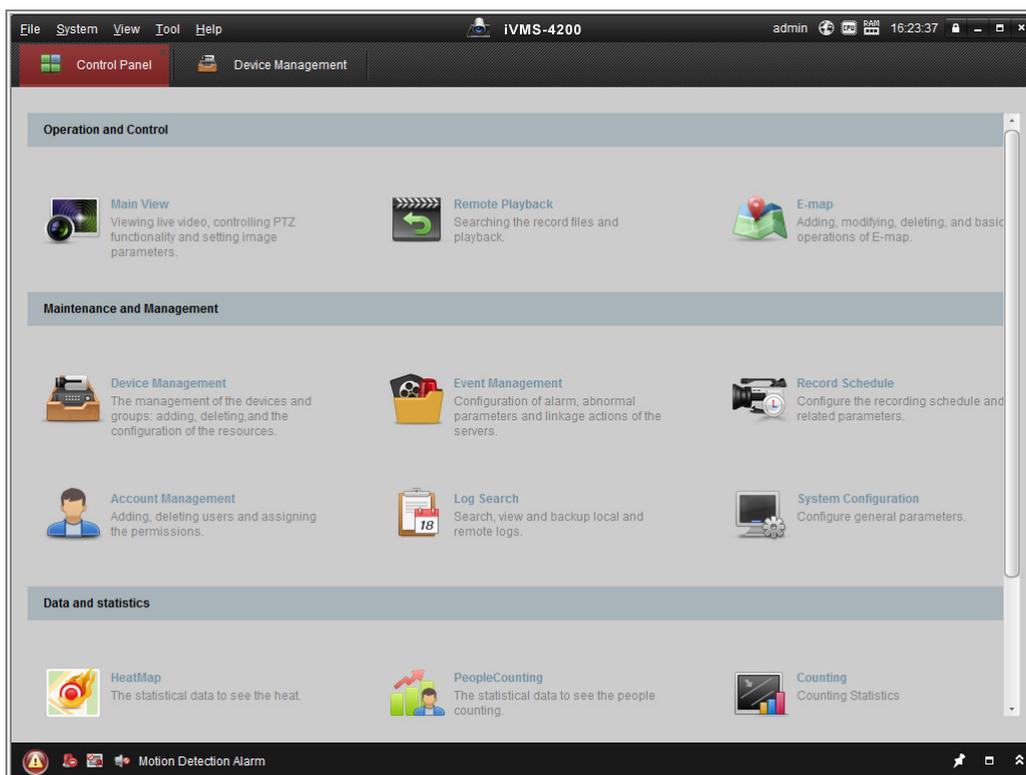 File System View Tool Help
iVMS-4200
admin
CPU
RAM
16:23:37
Control Panel
Device Management
Operation and Control
Main View
Viewing live video, controlling PTZ
functionality and setting image
parameters.
Remote Playback
Searching the record files and
playback.
E-map
Adding, modifying, deleting, and basic
operations of E-map.
Maintenance and Management
Device Management
The management of the devices and
groups: adding, deleting,and the
configuration of the resources.
Event Management
Configuration of alarm, abnormal
parameters and linkage actions of the
servers.
Record Schedule
Configure the recording schedule and
related parameters.
Account Management
Adding, deleting users and assigning
the permissions.
18
Log Search
Search, view and backup local and
remote logs.
System Configuration
Configure general parameters.
Data and statistics
HeatMap
The statistical data to see the heat.
PeopleCounting
The statistical data to see the people
counting.
Counting
Counting Statistics
Motion Detection Alarm